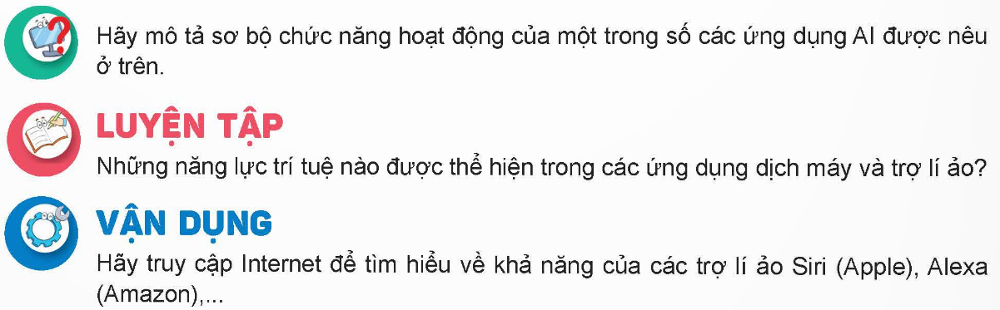 Hãy mô tả sơ bộ chức năng hoạt động của một trong số các ứng dụng AI được nêu
ở trên.
LUYỆN TẬP
Những năng lực trí tuệ nào được thể hiện trong các ứng dụng dịch máy và trợ lí ảo?
VẬN DỤNG
Hãy truy cập Internet để tìm hiểu về khả năng của các trợ lí ảo Siri (Apple), Alexa
(Amazon),...